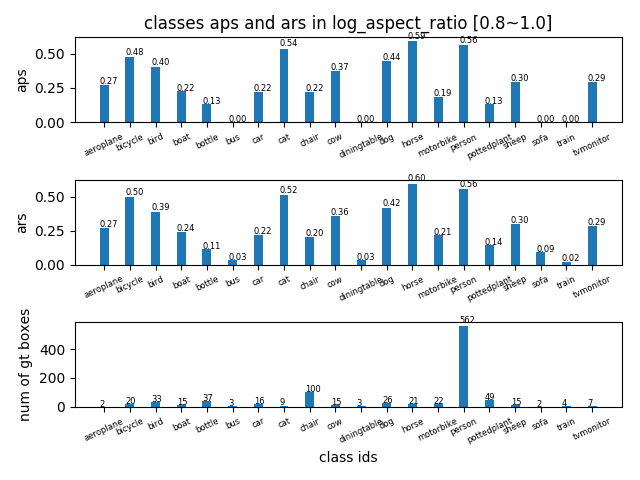 classes aps and ars in log_aspect_ratio [0.8~1.0]
aps
0.50
0.25
0.00
0.27 0.48 0.40 0.22 0.13 0.00 0.22 0.54 0.22 0.37 0.00 0.44 0.59 0.19 0.56 0.13 0.30 0.00 0.00 0.29
aeroplane bicycle bird boat bottle bus car cat chair cow diningtable dog horse motorbike person pottedplant sheep sofa train tvmonitor
ars
0.50
0.25
0.00
0.27 0.50 0.39 0.24 0.11 0.03 0.22 0.52 0.20 0.36 0.03 0.42 0.60 0.21 0.56 0.14 0.30 0.09 0.02 0.29
aeroplane bicycle bird boat bottle bus car cat chair cow diningtable dog horse motorbike person pottedplant sheep sofa train tvmonitor
num of gt boxes
400
200
0
2 20 33 15 37 3 16 9 100 15 3 26 21 22 562 49 15 2 4 7
aeroplane bicycle bird boat bottle bus car cat chair cow diningtable dog horse motorbike person pottedplant sheep sofa train tvmonitor
class ids